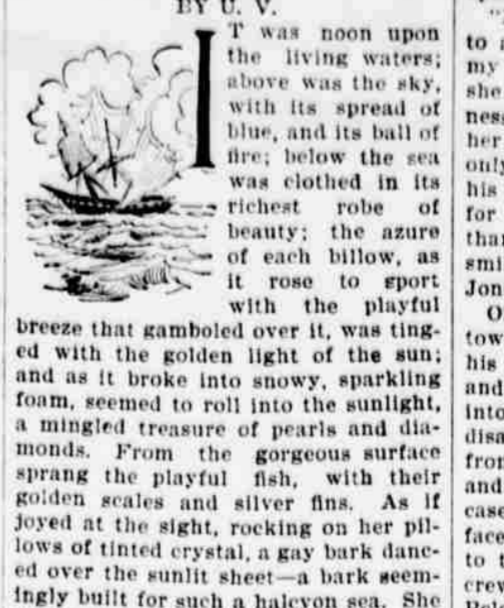 BY U. V.
IT was noon upon
the living waters;
above was the sky,
with its spread of
blue, and its ball of
fire; below the sea
was clothed in its
richest robe of
beauty; the azure
of each billow, as
it rose to sport
with the playful
breeze that gamboled over it, was ting-
ed with the golden light of the sun;
and as it broke into snowy, sparkling
foam, seemed to roll into the sunlight,
a mingled treasure of pearls and dia-
monds. From the gorgeous surface
sprang the playful fish, with their
golden scales and silver fins. As if
joyed at the sight, rocking on her pil-
lows of tinted crystal, a gay bark danc-
ed over the sunlit sheet—a bark seem-
ingly built for such a halcyon sea. She
to
my
she
ness
her
only
his
for
than
smi
Jon
O
tow
his
and
into
disa
from
and
case
face
to t
crew